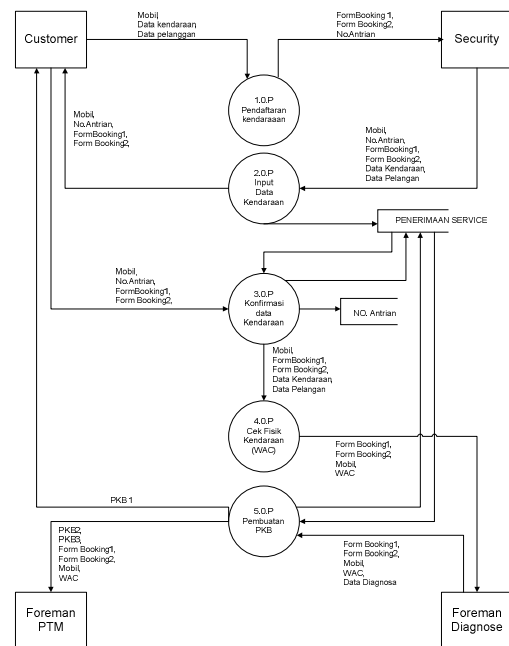 Customer
Mobil,
Data kendaraan,
Data pelanggan
FormBooking 1,
Form Booking2,
No.Antrian
Security
1.0.P
Pendaftaran
kendaraaan
Mobil,
No.Antrian,
FormBooking1,
Form Booking2,
Mobil,
No.Antrian,
FormBooking1,
Form Booking2,
Data Kendaraan,
Data Pelangan
2.0.P
Input
Data
Kendaraan
PENERIMAAN SERVICE
Mobil,
No.Antrian,
FormBooking1,
Form Booking2,
3.0.P
Konfirmasi
data
Kendaraan
NO. Antrian
Mobil,
FormBooking1,
Form Booking2,
Data Kendaraan,
Data Pelangan
4.0.P
Cek Fisik
Kendaraan
(WAC)
Form Booking1,
Form Booking2,
Mobil,
WAC
PKB 1
5.0.P
Pembuatan
PKB
PKB2,
PKB3,
Form Booking1,
Form Booking2,
Mobil,
WAC
Form Booking1,
Form Booking2,
Mobil,
WAC,
Data Diagnosa
Foreman
PTM
Foreman
Diagnose